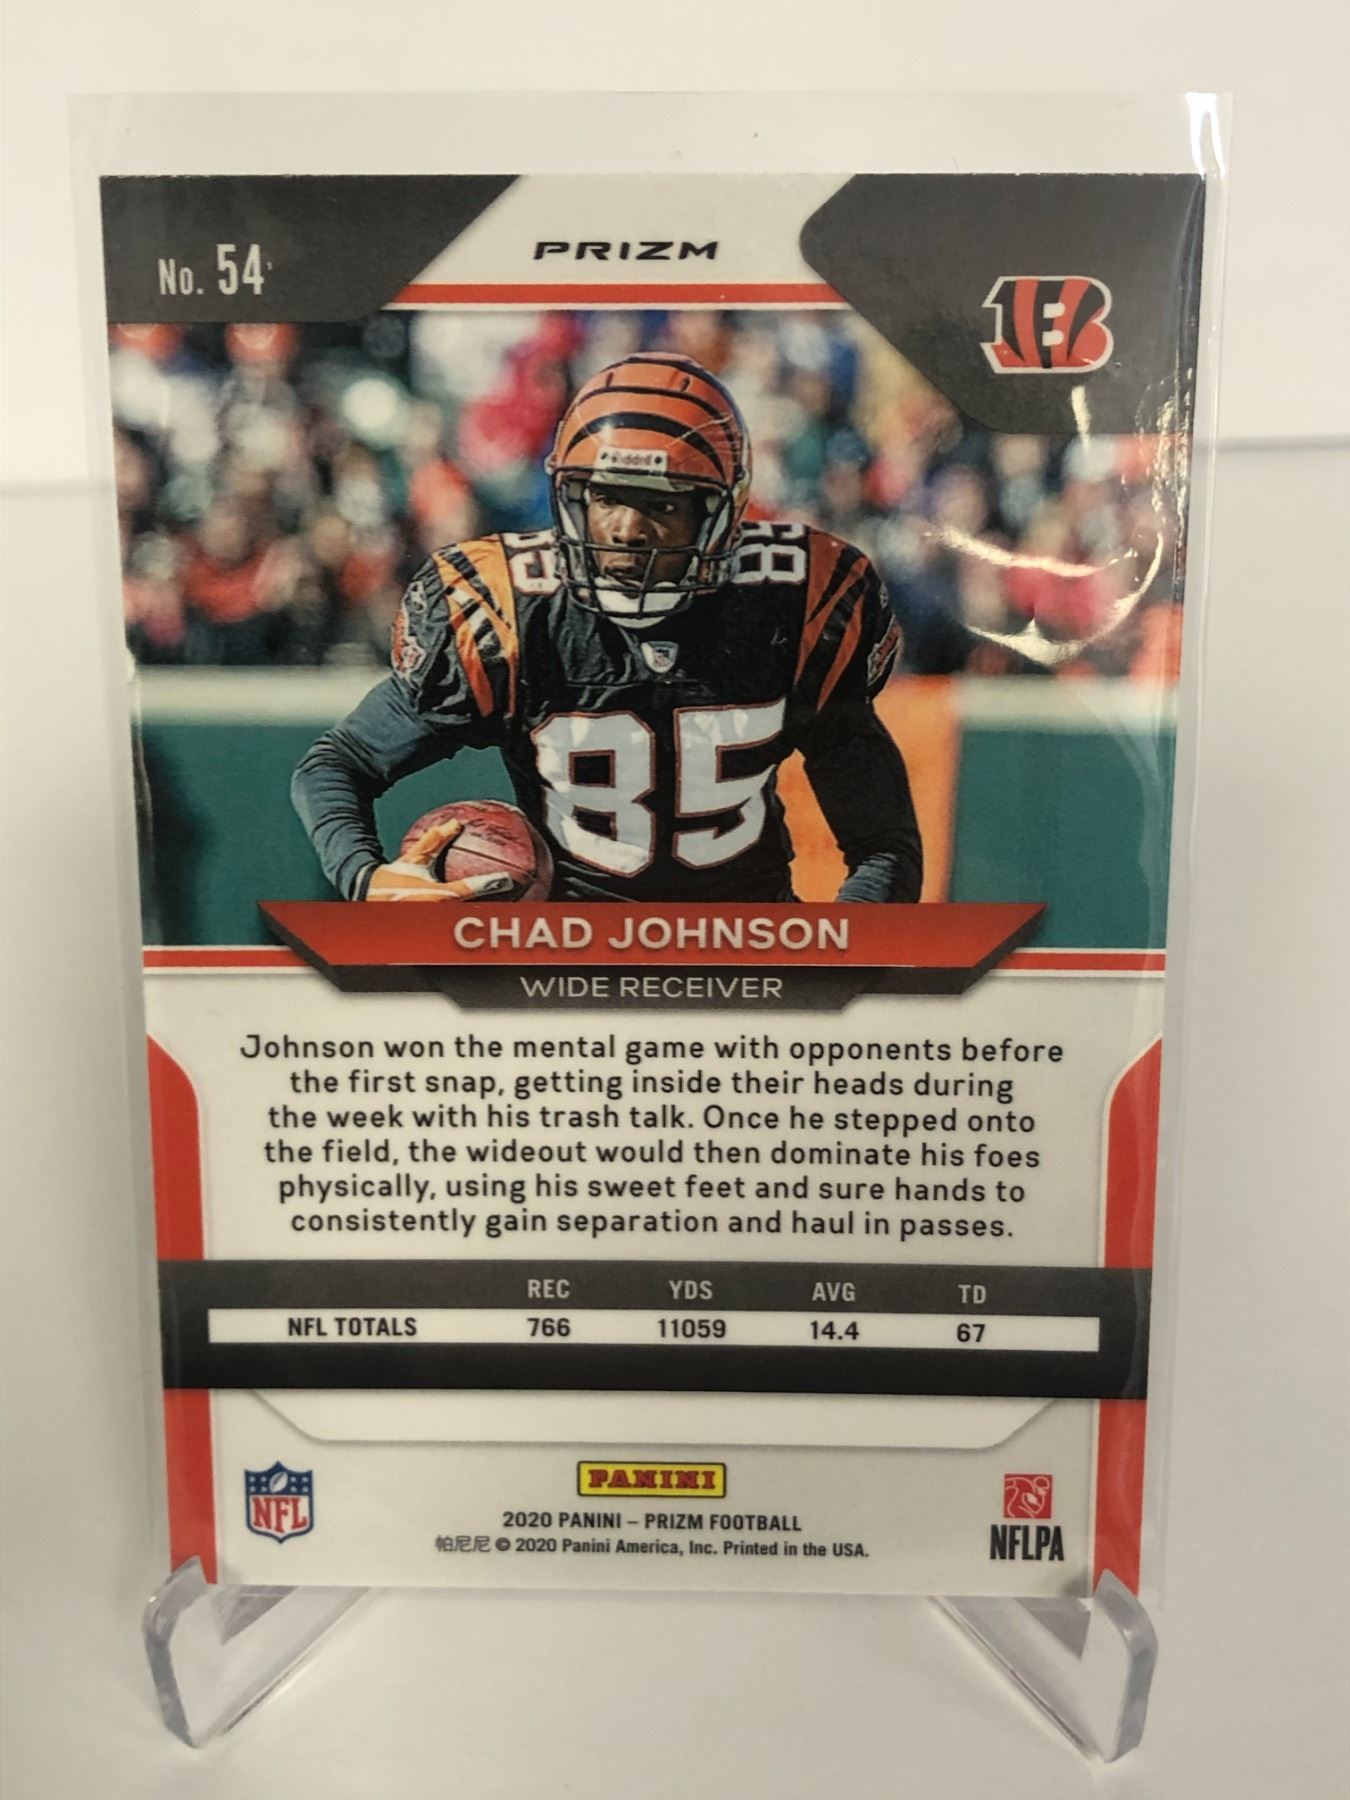 No. 54
PRIZM
B
Riddell
85
85
85
CHAD JOHNSON
WIDE RECEIVER
Johnson won the mental game with opponents before
the first snap, getting inside their heads during
the week with his trash talk. Once he stepped onto
the field, the wideout would then dominate his foes
physically, using his sweet feet and sure hands to
consistently gain separation and haul in passes.
REC YDS AVG TD
NFL TOTALS 766 11059 14.4 67
NFL
PANINI
2020 PANINI – PRIZM FOOTBALL
帕尼尼 © 2020 Panini America, Inc. Printed in the USA.
NFLPA